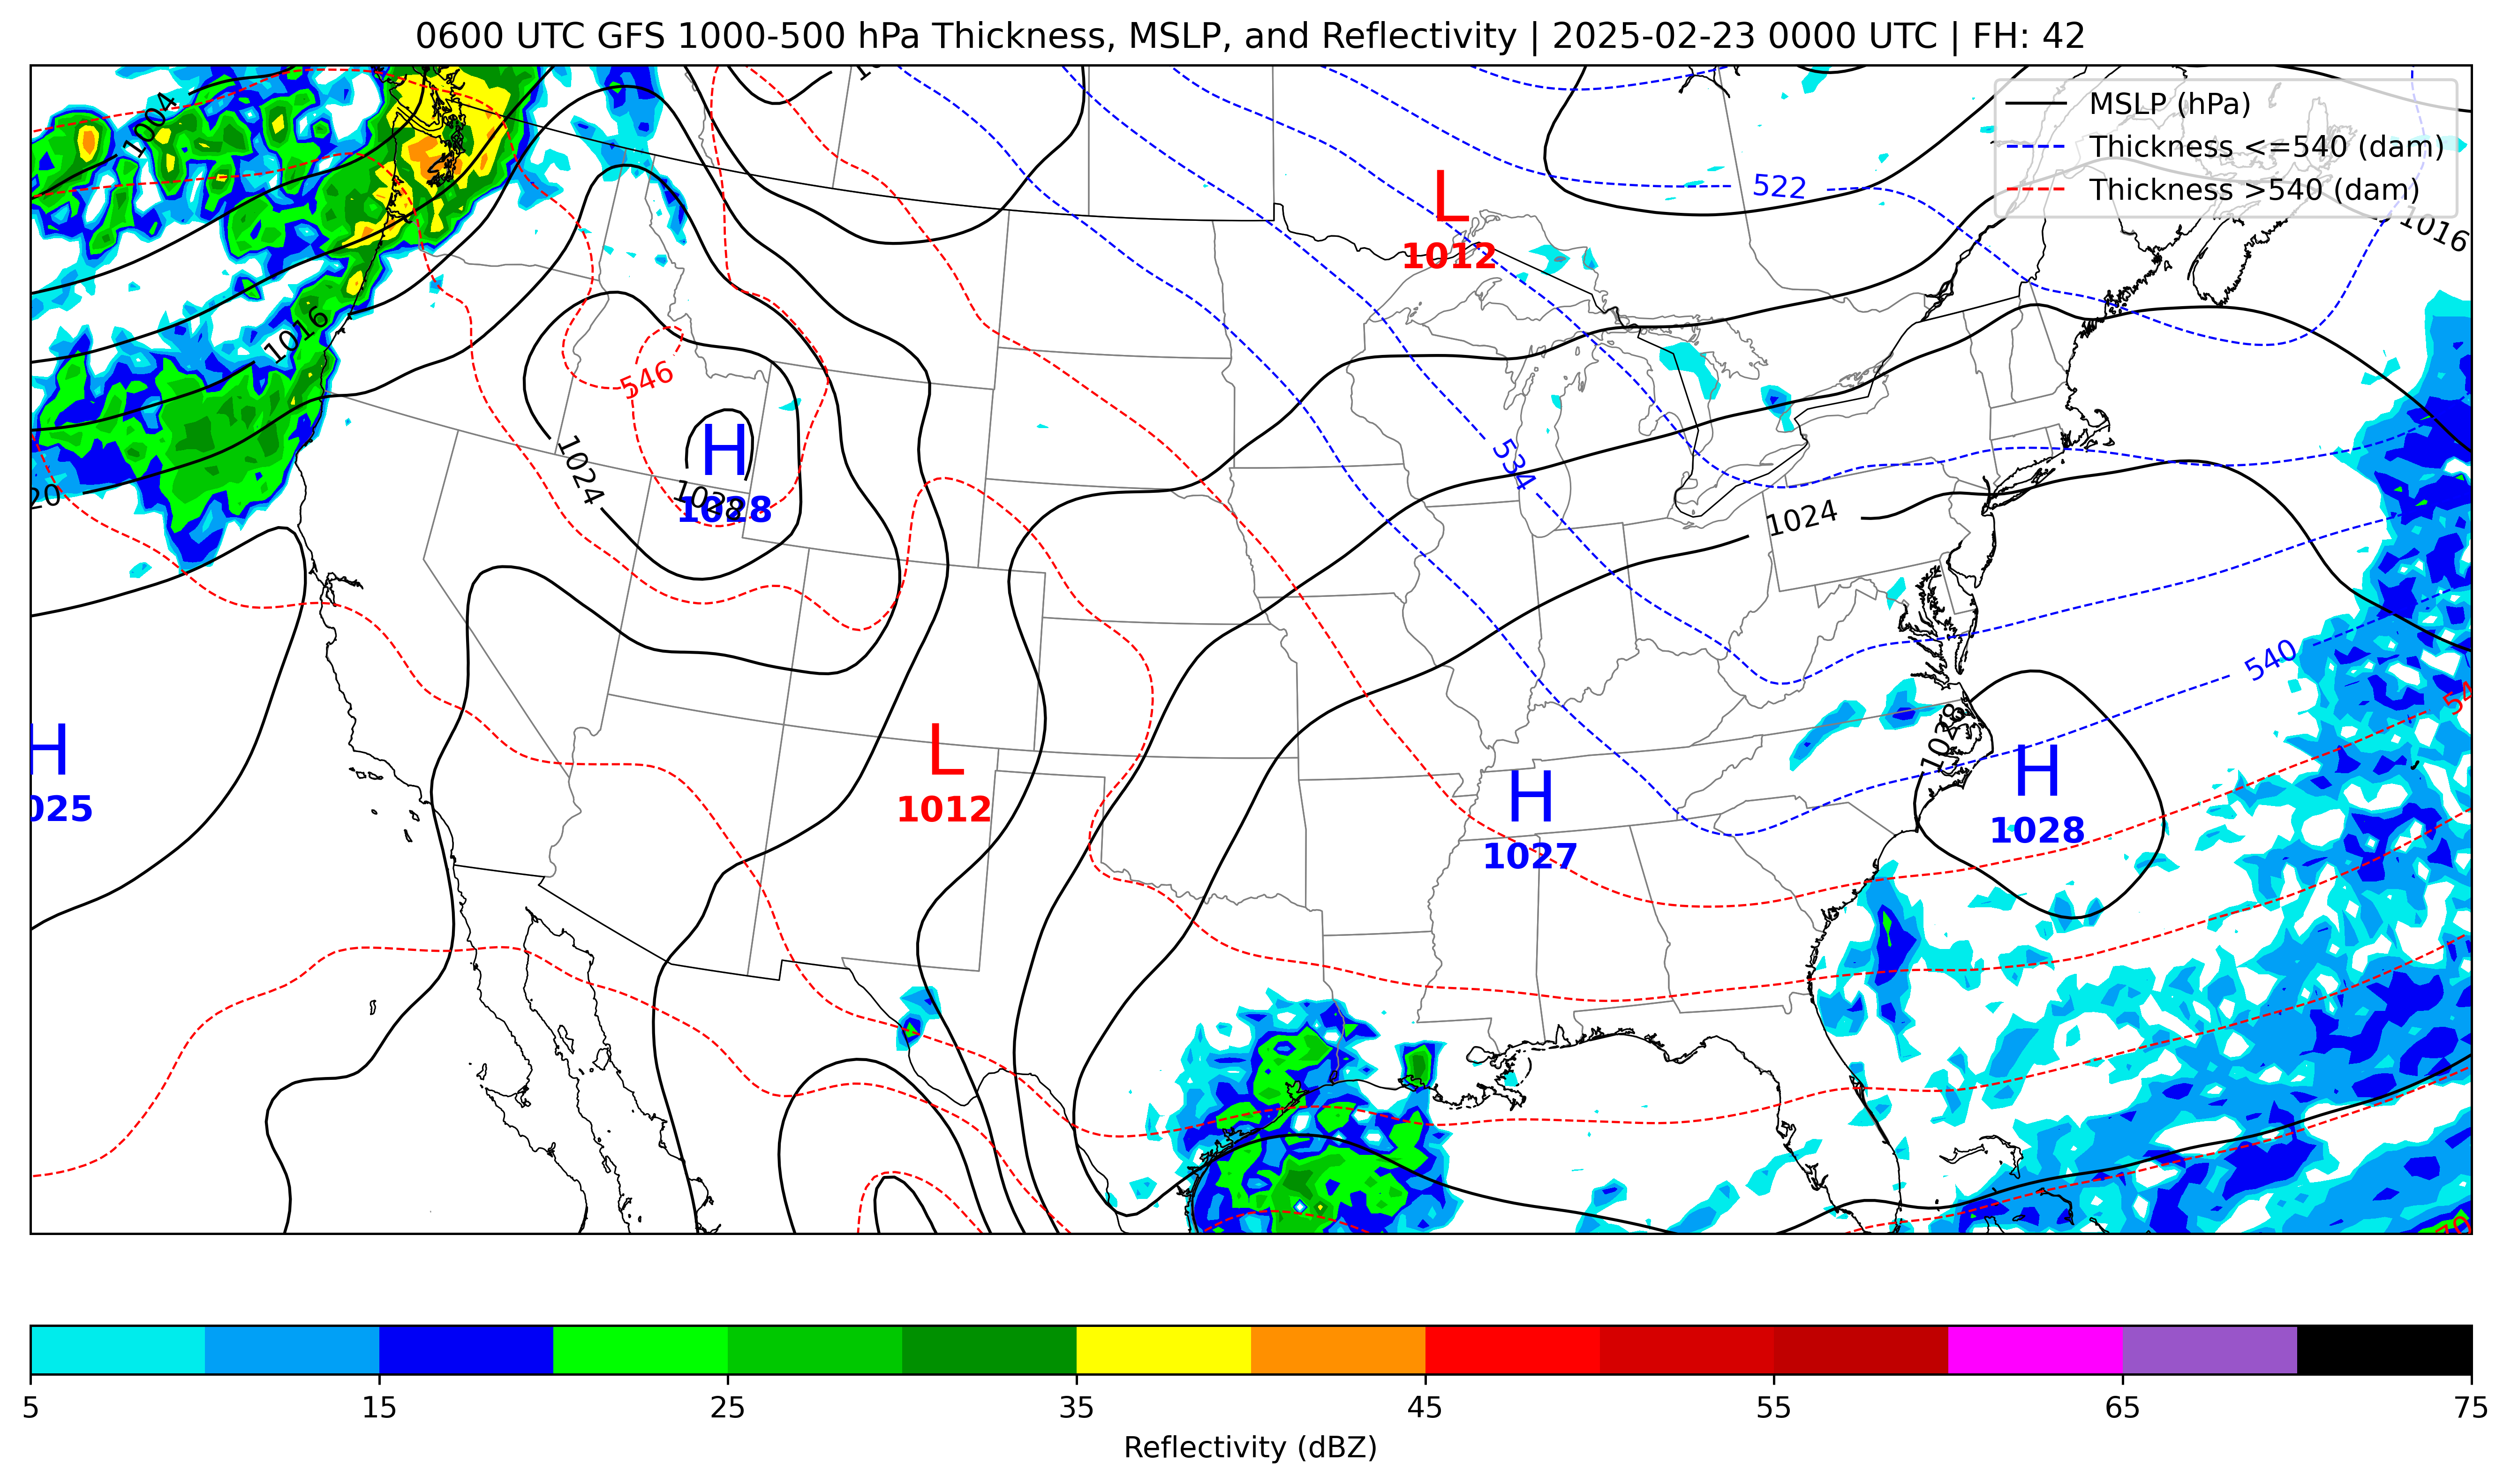 0600 UTC GFS 1000-500 hPa Thickness, MSLP, and Reflectivity | 2025-02-23 0000 UTC | FH: 42
MSLP (hPa)
Thickness <=540 (dam)
Thickness >540 (dam)
1004
522
L
1012
1016
1016
546
H
1028
1028
1024
534
20
1024
540
54
1028
H
025
L
1012
H
1027
H
1028
5
15
25
35
45
55
65
75
Reflectivity (dBZ)